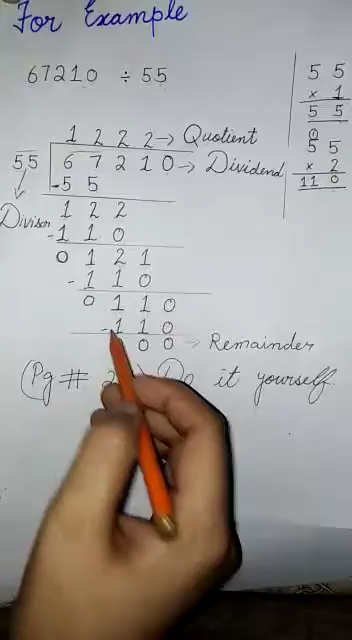 For Example
67210 ÷ 55
1 2 2 2 → Quotient
55 6 7 2 1 0 → Dividend
-5 5
Divisor
1 2 2
-1 1 0
0 1 2 1
-1 1 0
0 1 1 0
-1 1 0
0 0 → Remainder
(Pg # 2 ) Do it yourself
5 5
× 1
5 5
0
5 5
× 2
11 0